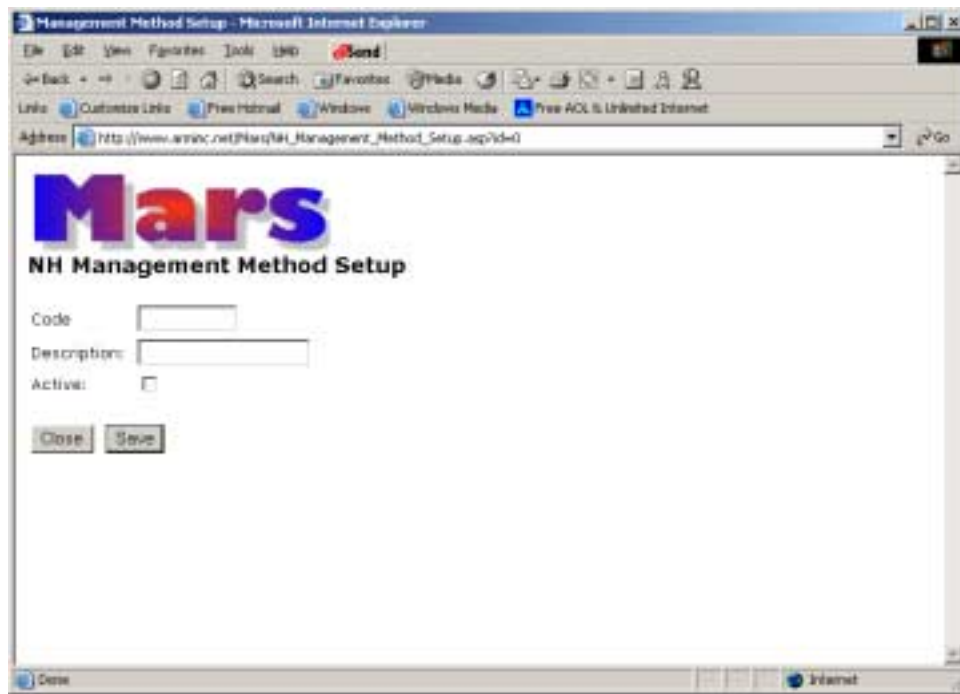 Management Method Setup - Microsoft Internet Explorer
File Edit View Favorites Tools Help Send
Back Search Favorites Media
Links Customize Links Free Hotmail Windows Windows Media Free AOL & Unlimited Internet
Address http://www.arminc.net/Mars/NH_Management_Method_Setup.asp?id=0 Go
Mars
NH Management Method Setup
Code
Description:
Active:
Close Save
Done Internet